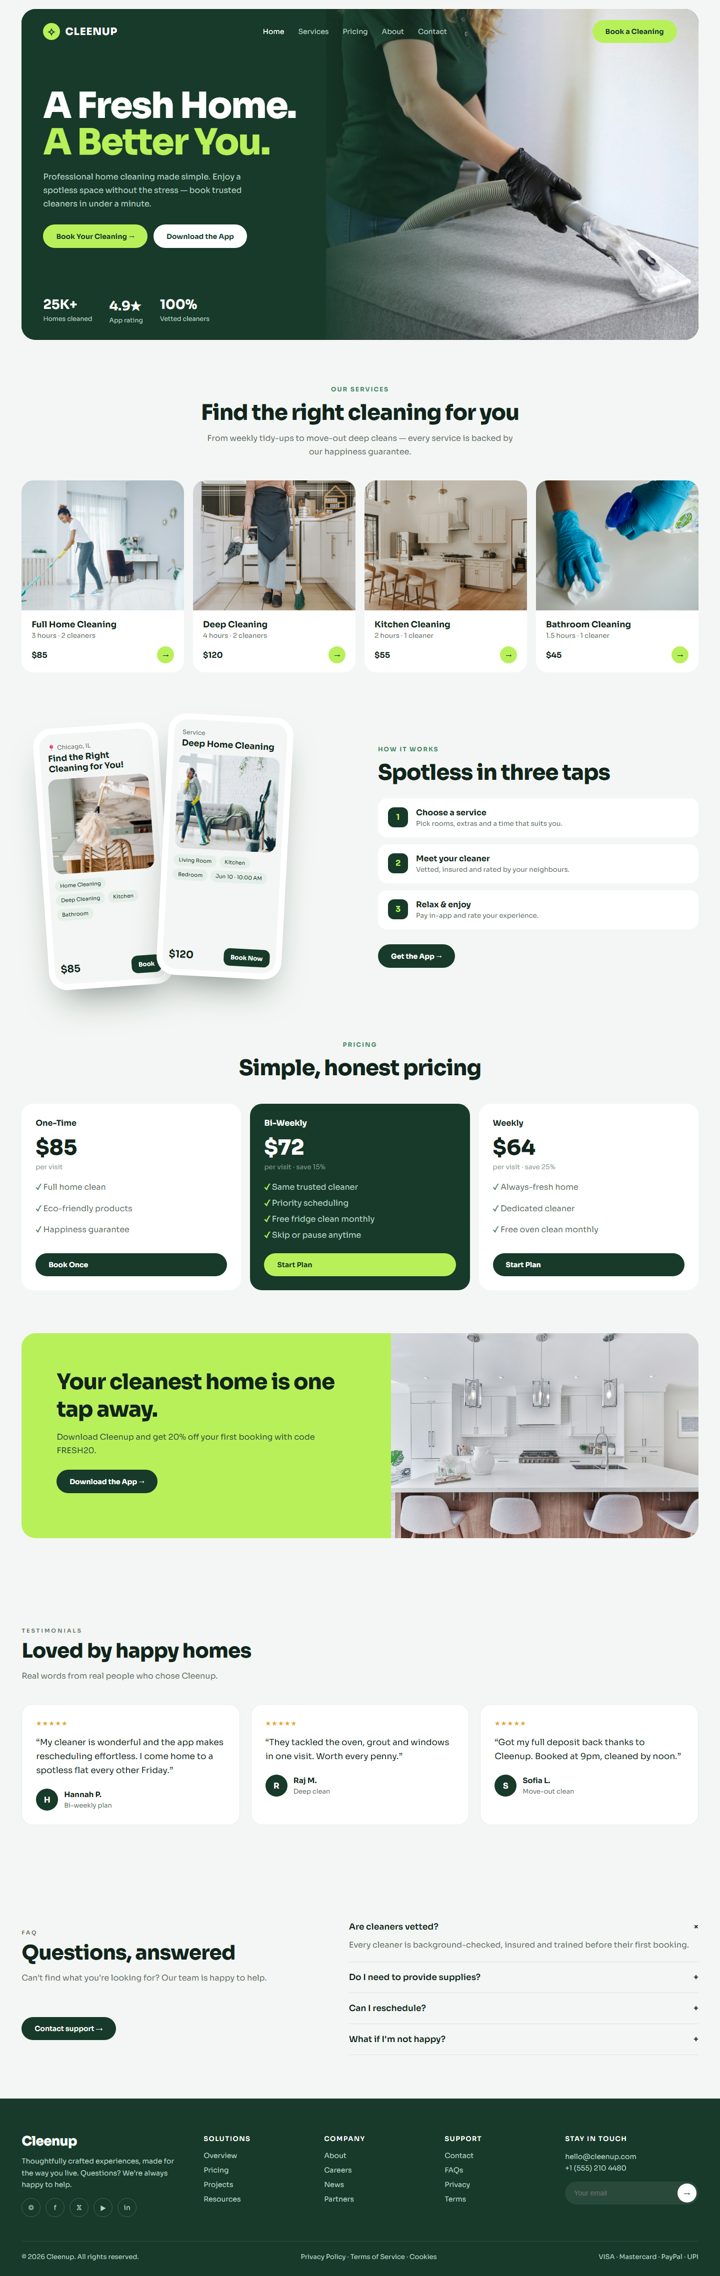 CLEENUP
Home Services Pricing About Contact
Book a Cleaning
A Fresh Home.
A Better You.
Professional home cleaning made simple. Enjoy a
spotless space without the stress — book trusted
cleaners in under a minute.
Book Your Cleaning →
Download the App
25K+
Homes cleaned
4.9★
App rating
100%
Vetted cleaners
OUR SERVICES
Find the right cleaning for you
From weekly tidy-ups to move-out deep cleans — every service is backed by
our happiness guarantee.
Full Home Cleaning
3 hours · 2 cleaners
$85
→
Deep Cleaning
4 hours · 2 cleaners
$120
→
Kitchen Cleaning
2 hours · 1 cleaner
$55
→
Bathroom Cleaning
1.5 hours · 1 cleaner
$45
→
Chicago, IL
Find the Right
Cleaning for You!
Home Cleaning
Deep Cleaning Kitchen
Bathroom
$85
Book
Service
Deep Home Cleaning
Living Room Kitchen
Bedroom Jun 10 · 10:00 AM
$120
Book Now
HOW IT WORKS
Spotless in three taps
1
Choose a service
Pick rooms, extras and a time that suits you.
2
Meet your cleaner
Vetted, insured and rated by your neighbours.
3
Relax & enjoy
Pay in-app and rate your experience.
Get the App →
PRICING
Simple, honest pricing
One-Time
$85
per visit
✓ Full home clean
✓ Eco-friendly products
✓ Happiness guarantee
Book Once
Bi-Weekly
$72
per visit · save 15%
✓ Same trusted cleaner
✓ Priority scheduling
✓ Free fridge clean monthly
✓ Skip or pause anytime
Start Plan
Weekly
$64
per visit · save 25%
✓ Always-fresh home
✓ Dedicated cleaner
✓ Free oven clean monthly
Start Plan
Your cleanest home is one
tap away.
Download Cleenup and get 20% off your first booking with code
FRESH20.
Download the App →
TESTIMONIALS
Loved by happy homes
Real words from real people who chose Cleenup.
★★★★★
“My cleaner is wonderful and the app makes
rescheduling effortless. I come home to a
spotless flat every other Friday.”
H
Hannah P.
Bi-weekly plan
★★★★★
“They tackled the oven, grout and windows
in one visit. Worth every penny.”
R
Raj M.
Deep clean
★★★★★
“Got my full deposit back thanks to
Cleenup. Booked at 9pm, cleaned by noon.”
S
Sofia L.
Move-out clean
FAQ
Questions, answered
Can't find what you're looking for? Our team is happy to help.
Contact support →
Are cleaners vetted?
Every cleaner is background-checked, insured and trained before their first booking.
Do I need to provide supplies? +
Can I reschedule? +
What if I'm not happy? +
Cleenup
Thoughtfully crafted experiences, made for
the way you live. Questions? We're always
happy to help.
f 𝕏 ▶ in
SOLUTIONS
Overview
Pricing
Projects
Resources
COMPANY
About
Careers
News
Partners
SUPPORT
Contact
FAQs
Privacy
Terms
STAY IN TOUCH
hello@cleenup.com
+1 (555) 210 4480
Your email
→
© 2026 Cleenup. All rights reserved.
Privacy Policy · Terms of Service · Cookies
VISA · Mastercard · PayPal · UPI